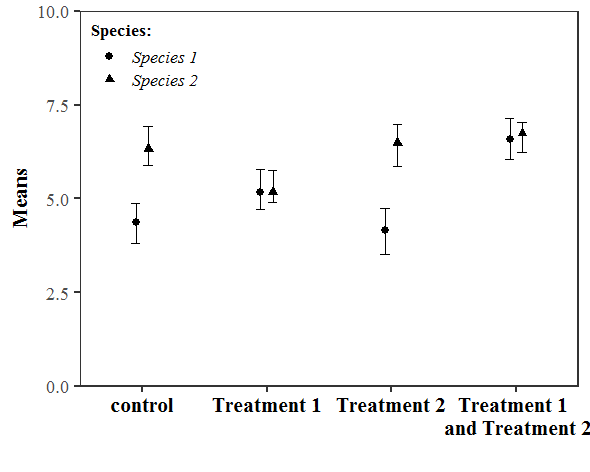 10.0
7.5
5.0
2.5
0.0
Means
Species:
Species 1
Species 2
control
Treatment 1
Treatment 2
Treatment 1
and Treatment 2